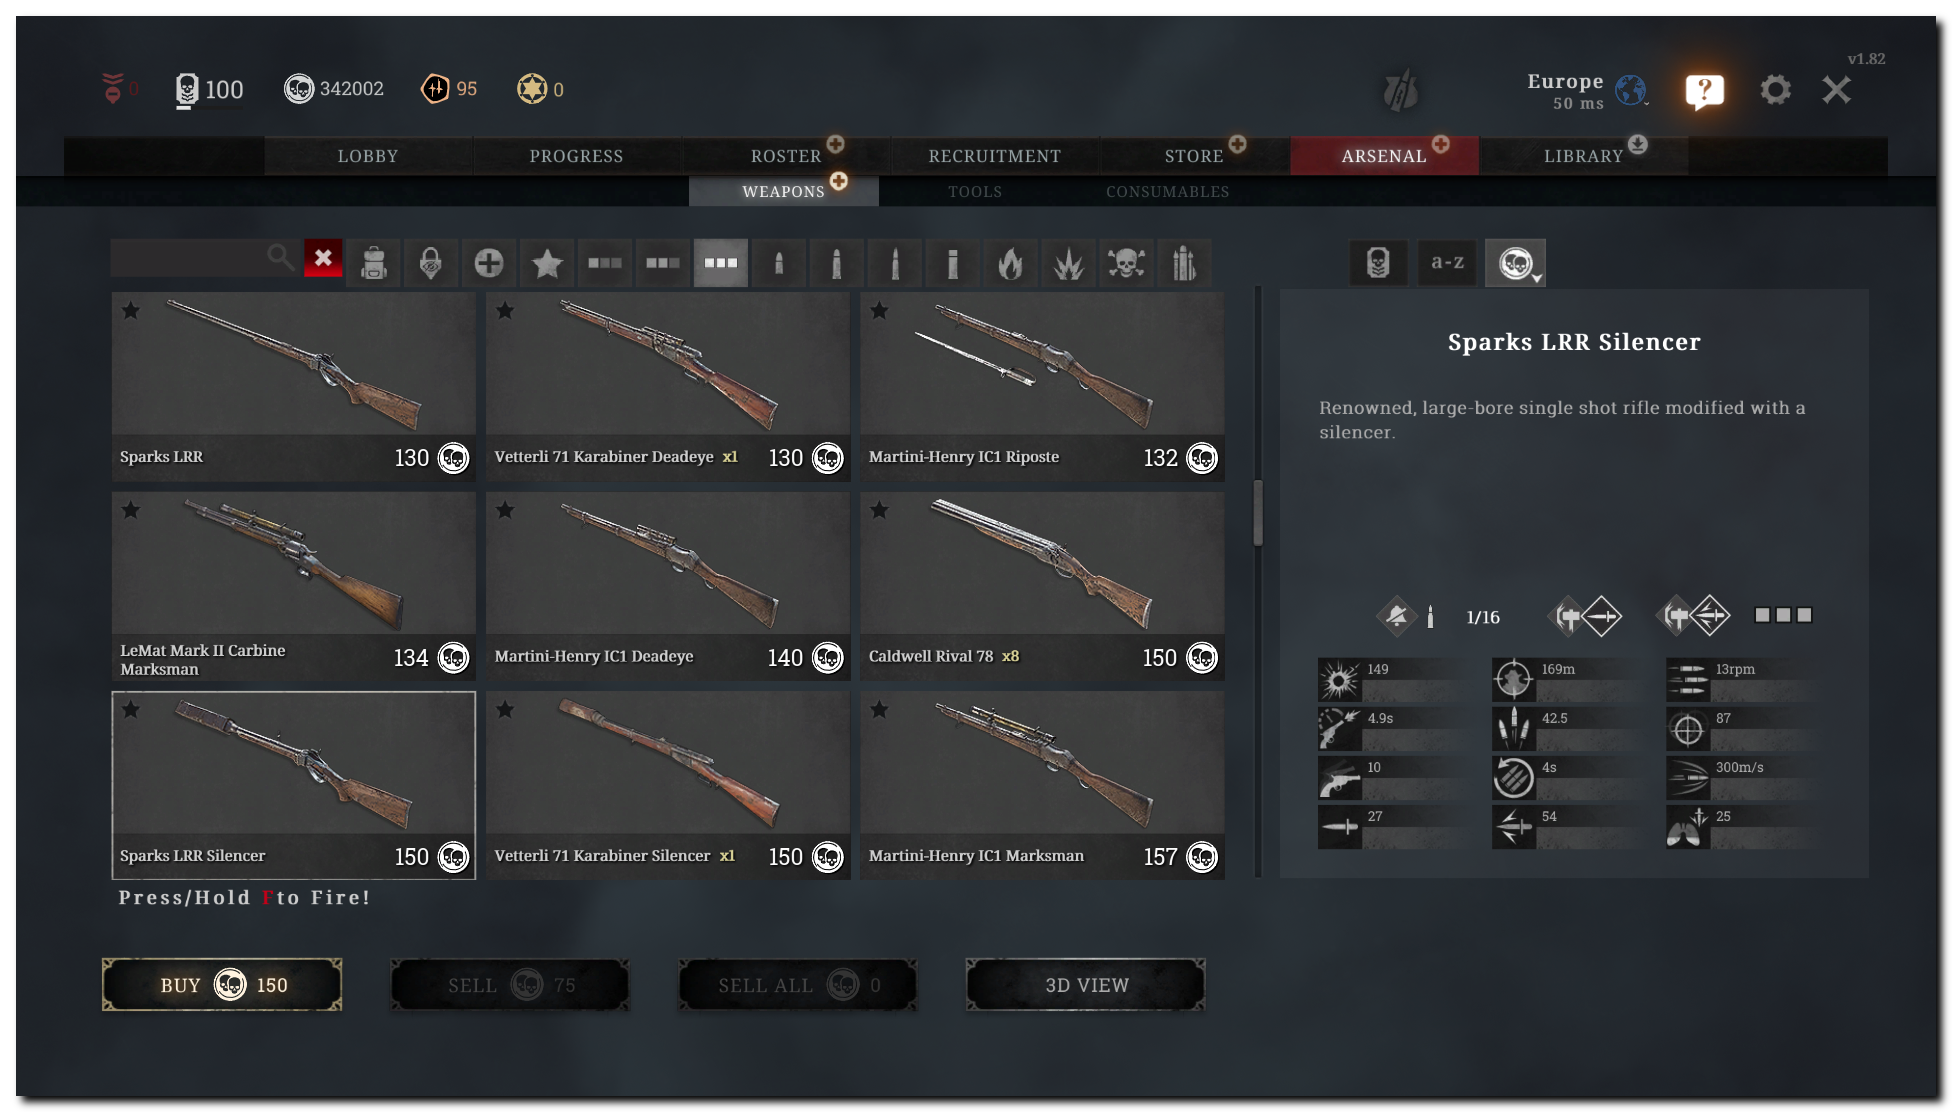 v1.82
0 100 342002 95 0
Europe
50 ms
?
LOBBY PROGRESS ROSTER RECRUITMENT STORE ARSENAL LIBRARY
WEAPONS TOOLS CONSUMABLES
a-z
Sparks LRR 130
Vetterli 71 Karabiner Deadeye x1 130
Martini-Henry IC1 Riposte 132
LeMat Mark II Carbine
Marksman 134
Martini-Henry IC1 Deadeye 140
Caldwell Rival 78 x8 150
Sparks LRR Silencer 150
Vetterli 71 Karabiner Silencer x1 150
Martini-Henry IC1 Marksman 157
Press/Hold F to Fire!
BUY 150
SELL 75
SELL ALL 0
3D VIEW
Sparks LRR Silencer
Renowned, large-bore single shot rifle modified with a
silencer.
1/16
149 169m 13rpm
4.9s 42.5 87
10 4s 300m/s
27 54 25